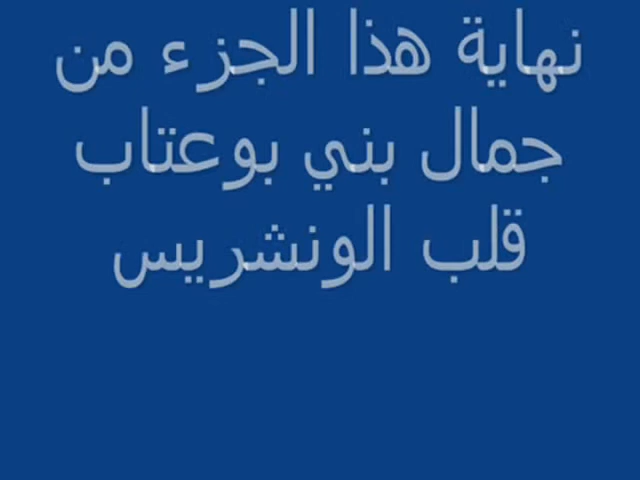 نهاية هذا الجزء من
جمال بني بوعتاب
قلب الونشريس